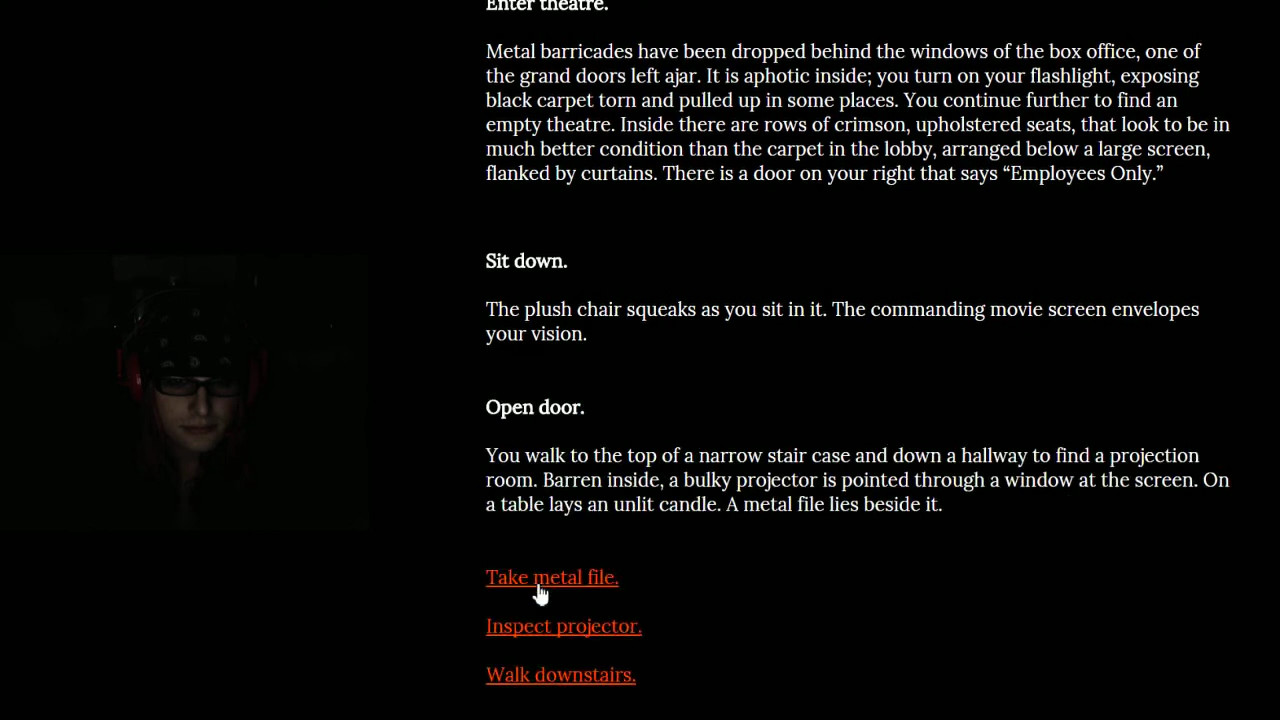 Enter theatre.
Metal barricades have been dropped behind the windows of the box office, one of
the grand doors left ajar. It is aphotic inside; you turn on your flashlight, exposing
black carpet torn and pulled up in some places. You continue further to find an
empty theatre. Inside there are rows of crimson, upholstered seats, that look to be in
much better condition than the carpet in the lobby, arranged below a large screen,
flanked by curtains. There is a door on your right that says “Employees Only.”
Sit down.
The plush chair squeaks as you sit in it. The commanding movie screen envelopes
your vision.
Open door.
You walk to the top of a narrow stair case and down a hallway to find a projection
room. Barren inside, a bulky projector is pointed through a window at the screen. On
a table lays an unlit candle. A metal file lies beside it.
Take metal file.
Inspect projector.
Walk downstairs.